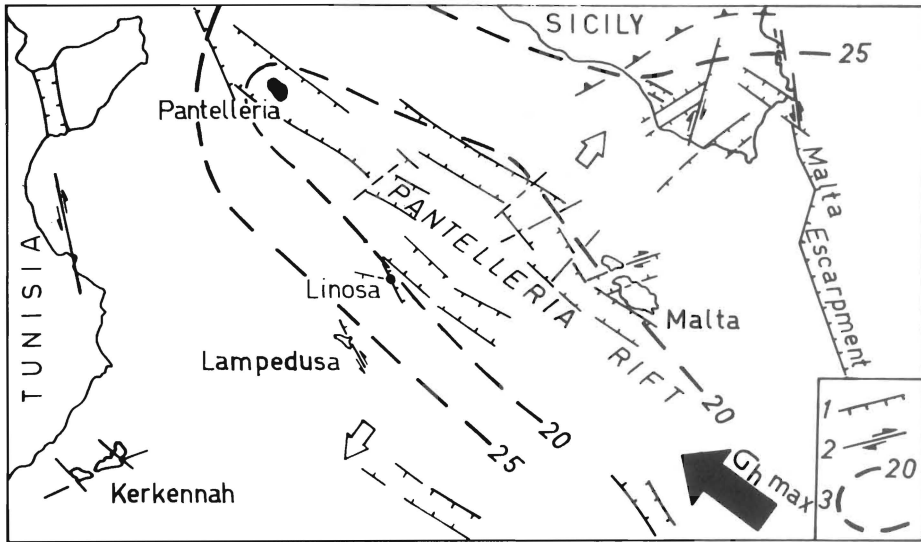 SICILY
25
Pantelleria
TUNISIA
PANTELLERIA
RIFT
Malta Escarpment
Linosa
Malta
Lampedusa
20
20
25
Kerkennah
σh max
1
2
3
20